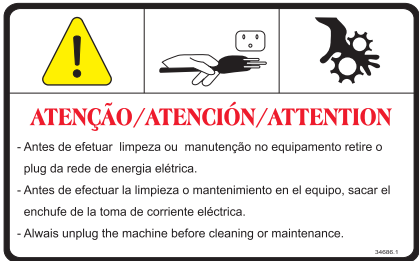 ATENÇÃO/ATENCIÓN/ATTENTION
- Antes de efetuar limpeza ou manutenção no equipamento retire o
plug da rede de energia elétrica.
- Antes de efectuar la limpieza o mantenimiento en el equipo, sacar el
enchufe de la toma de corriente eléctrica.
- Alwais unplug the machine before cleaning or maintenance.
34686.1